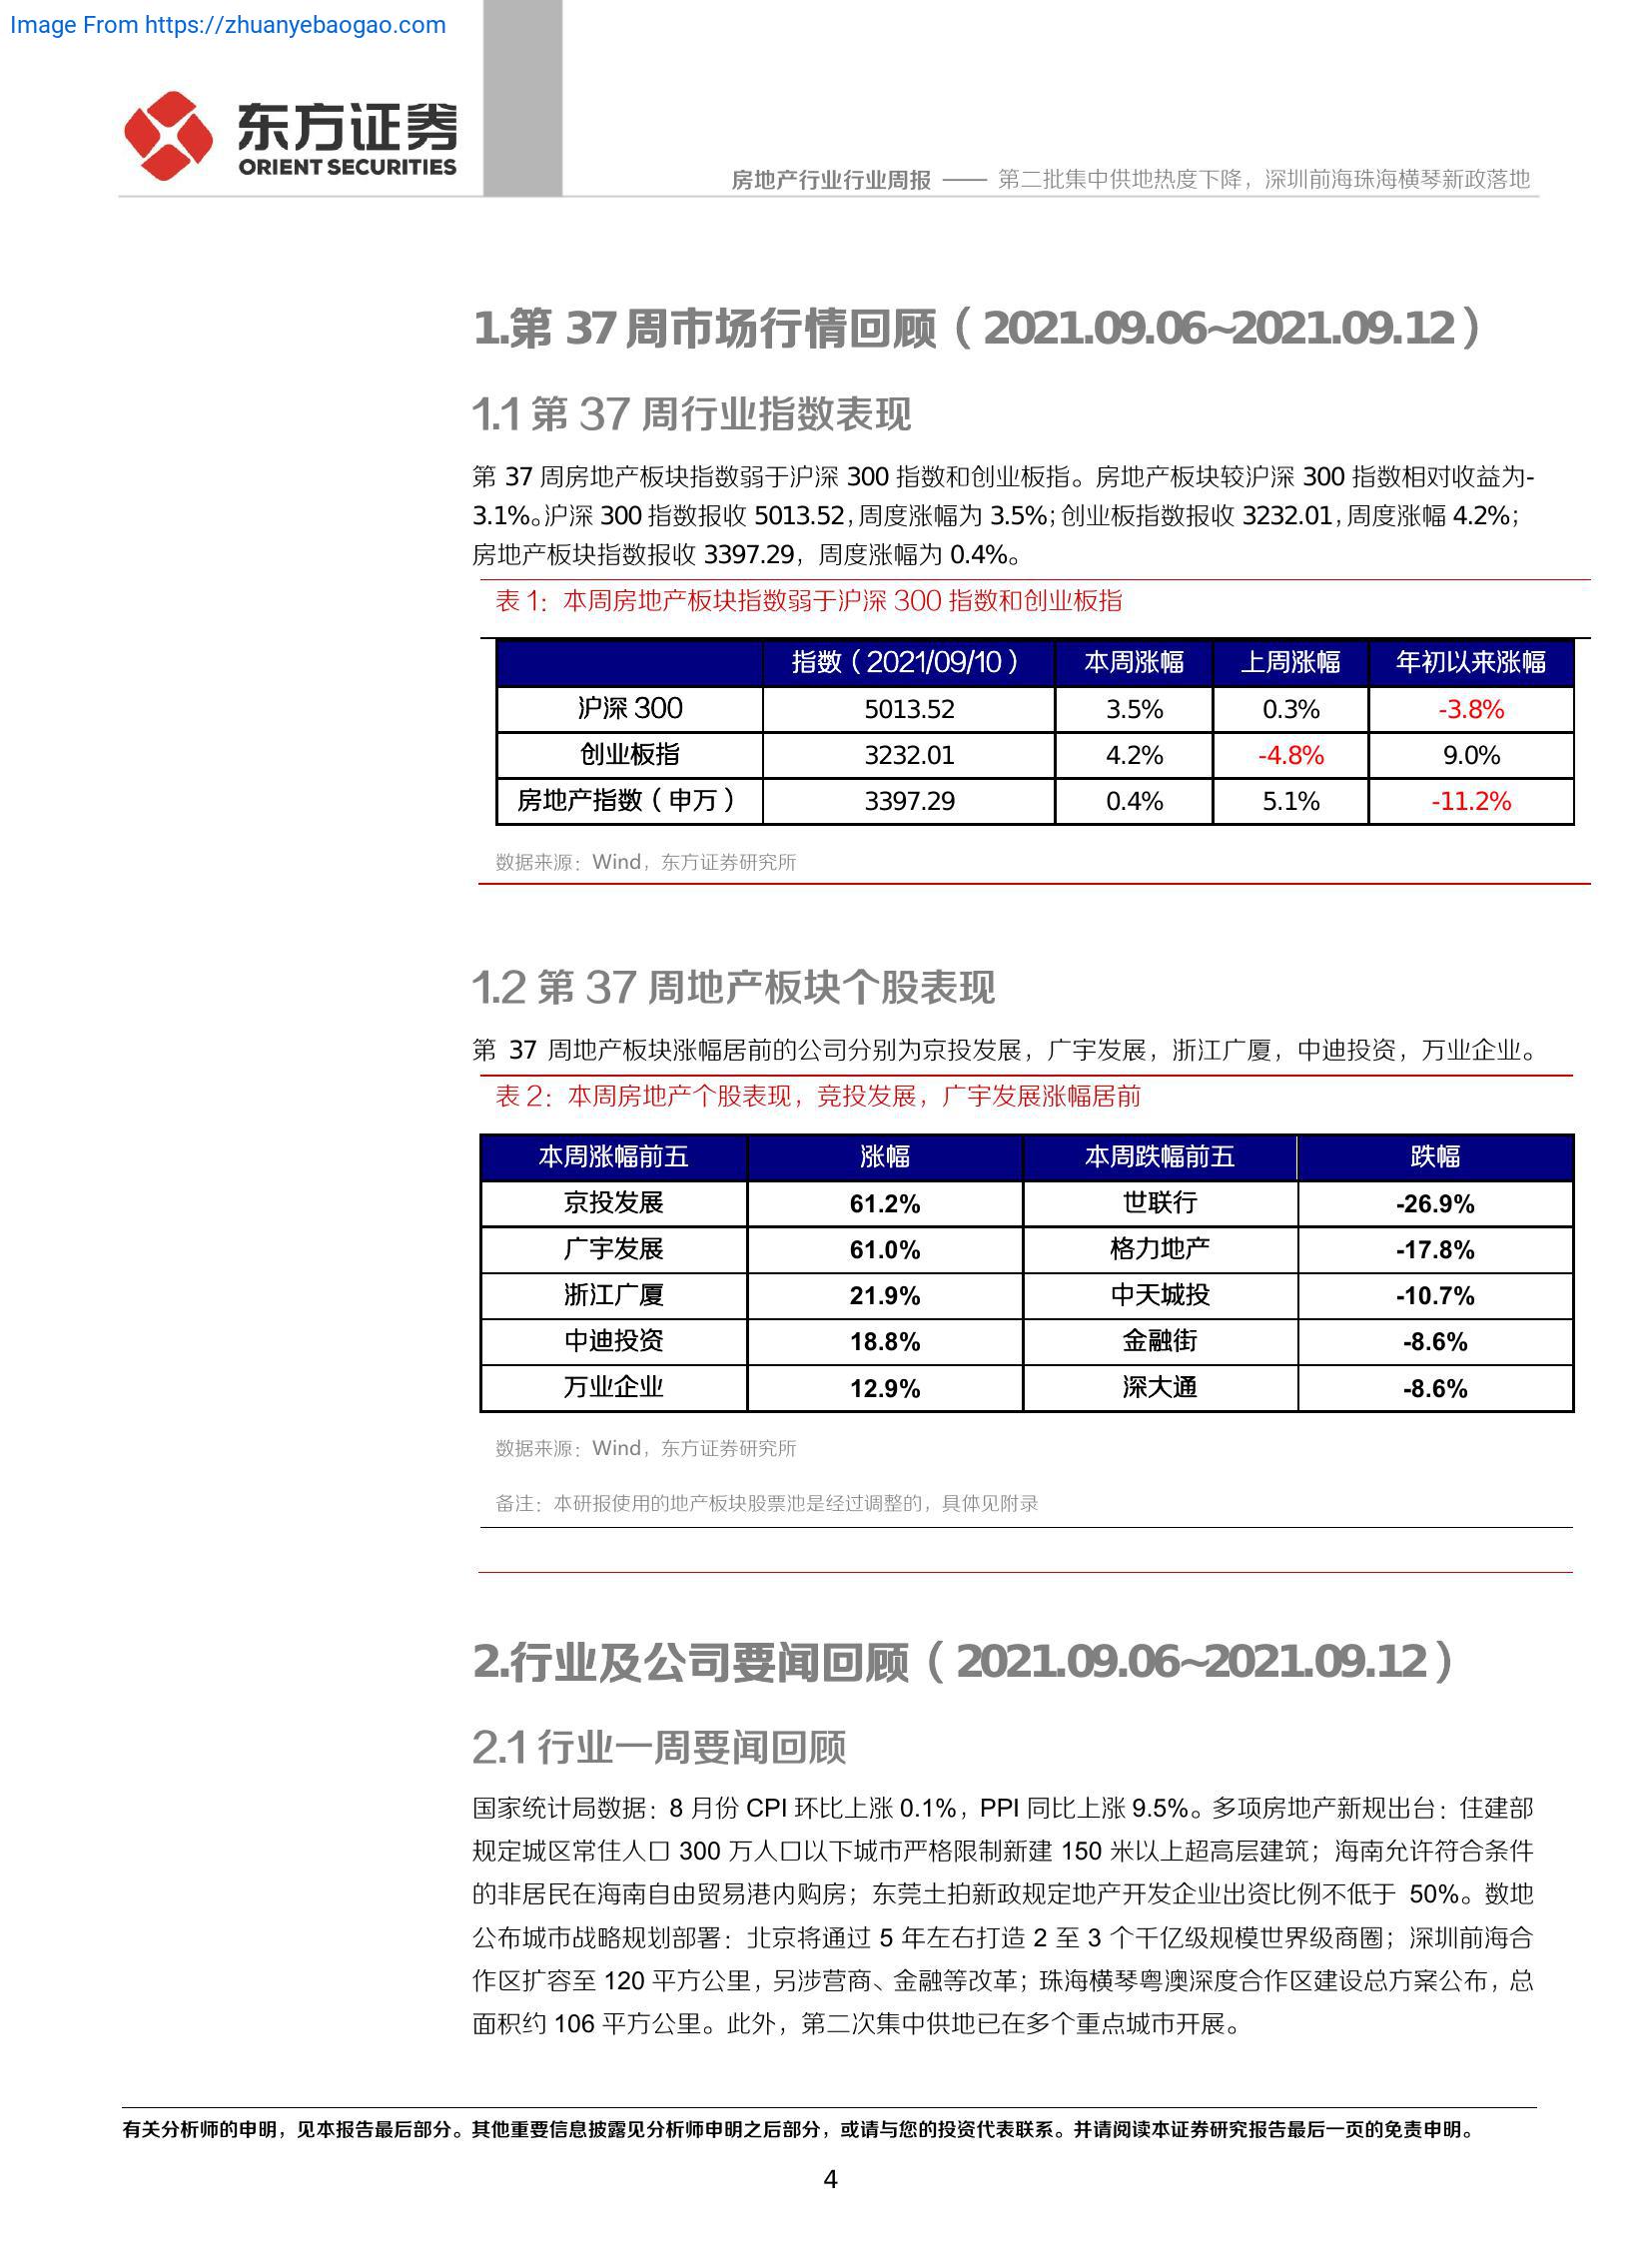 Image From https://zhuanyebaogao.com
东方证券
ORIENT SECURITIES
房地产行业行业周报 —— 第二批集中供地热度下降，深圳前海珠海横琴新政落地
1.第 37 周市场行情回顾（2021.09.06~2021.09.12）
1.1 第 37 周行业指数表现
第 37 周房地产板块指数弱于沪深 300 指数和创业板指。房地产板块较沪深 300 指数相对收益为-
3.1%。沪深 300 指数报收 5013.52，周度涨幅为 3.5%；创业板指数报收 3232.01，周度涨幅 4.2%；
房地产板块指数报收 3397.29，周度涨幅为 0.4%。
表 1：本周房地产板块指数弱于沪深 300 指数和创业板指
指数（2021/09/10） 本周涨幅 上周涨幅 年初以来涨幅
沪深 300 5013.52 3.5% 0.3% -3.8%
创业板指 3232.01 4.2% -4.8% 9.0%
房地产指数（申万） 3397.29 0.4% 5.1% -11.2%
数据来源：Wind，东方证券研究所
1.2 第 37 周地产板块个股表现
第 37 周地产板块涨幅居前的公司分别为京投发展，广宇发展，浙江广厦，中迪投资，万业企业。
表 2：本周房地产个股表现，竞投发展，广宇发展涨幅居前
本周涨幅前五 涨幅 本周跌幅前五 跌幅
京投发展 61.2% 世联行 -26.9%
广宇发展 61.0% 格力地产 -17.8%
浙江广厦 21.9% 中天城投 -10.7%
中迪投资 18.8% 金融街 -8.6%
万业企业 12.9% 深大通 -8.6%
数据来源：Wind，东方证券研究所
备注：本研报使用的地产板块股票池是经过调整的，具体见附录
2.行业及公司要闻回顾（2021.09.06~2021.09.12）
2.1 行业一周要闻回顾
国家统计局数据：8 月份 CPI 环比上涨 0.1%，PPI 同比上涨 9.5%。多项房地产新规出台：住建部
规定城区常住人口 300 万人口以下城市严格限制新建 150 米以上超高层建筑；海南允许符合条件
的非居民在海南自由贸易港内购房；东莞土拍新政规定地产开发企业出资比例不低于 50%。数地
公布城市战略规划部署：北京将通过 5 年左右打造 2 至 3 个千亿级规模世界级商圈；深圳前海合
作区扩容至 120 平方公里，另涉营商、金融等改革；珠海横琴粤澳深度合作区建设总方案公布，总
面积约 106 平方公里。此外，第二次集中供地已在多个重点城市开展。
有关分析师的申明，见本报告最后部分。其他重要信息披露见分析师申明之后部分，或请与您的投资代表联系。并请阅读本证券研究报告最后一页的免责申明。
4